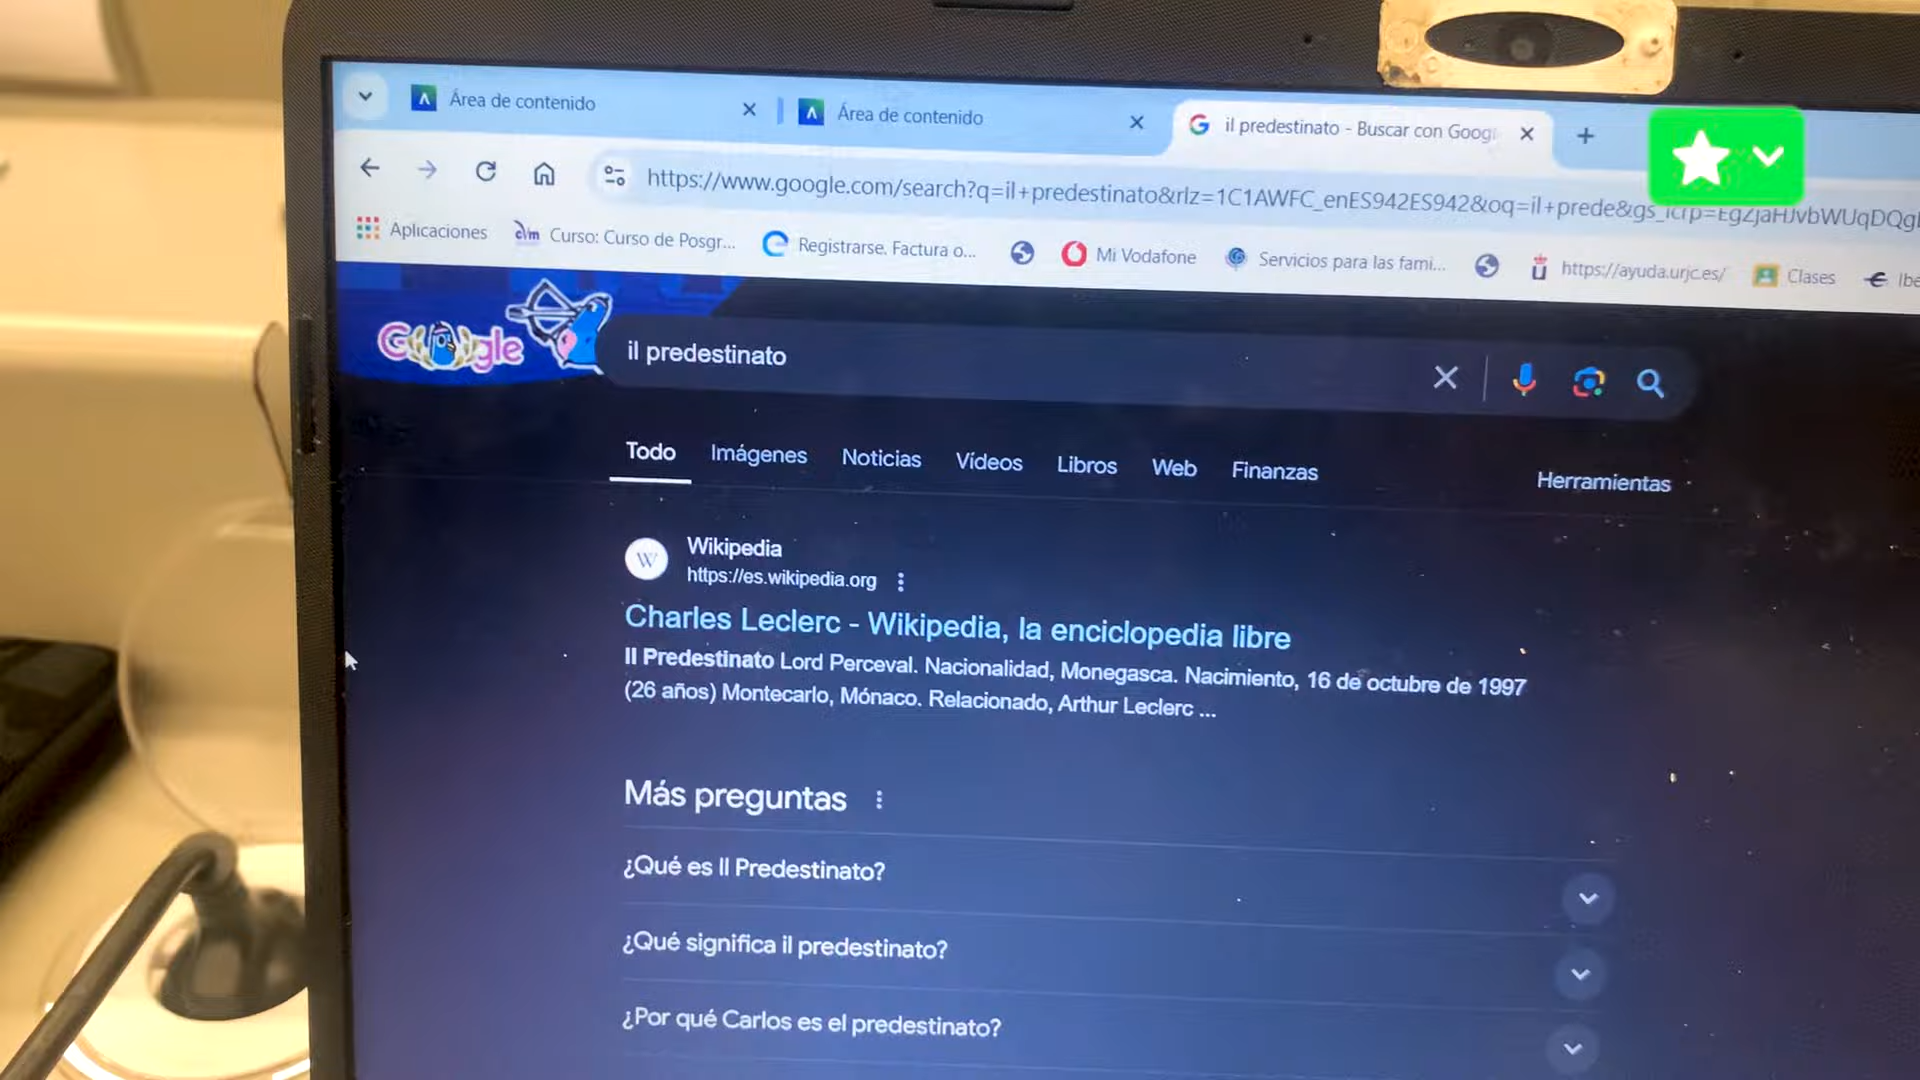 Área de contenido
Área de contenido
il predestinato - Buscar con Goog
https://www.google.com/search?q=il+predestinato&rlz=1C1AWFC_enES942ES942&oq=il+prede&gs_lcrp=EgZjaHJvbWUqDQg
Aplicaciones
Curso: Curso de Posgr...
Registrarse. Factura o...
Mi Vodafone
Servicios para las fami...
https://ayuda.urjc.es/
Clases
Google
il predestinato
Todo Imágenes Noticias Vídeos Libros Web Finanzas Herramientas
W
Wikipedia
https://es.wikipedia.org
Charles Leclerc - Wikipedia, la enciclopedia libre
Il Predestinato Lord Perceval. Nacionalidad, Monegasca. Nacimiento, 16 de octubre de 1997
(26 años) Montecarlo, Mónaco. Relacionado, Arthur Leclerc ...
Más preguntas
¿Qué es Il Predestinato?
¿Qué significa il predestinato?
¿Por qué Carlos es el predestinato?